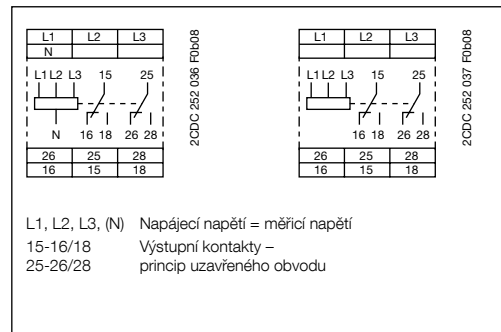 L1 L2 L3
N
L1 L2 L3 15 25
N 16 18 26 28
26 25 28
16 15 18
2CDC 252 036 F0b08
L1 L2 L3
L1 L2 L3 15 25
16 18 26 28
26 25 28
16 15 18
2CDC 252 037 F0b08
L1, L2, L3, (N) Napájecí napětí = měřicí napětí
15-16/18 Výstupní kontakty –
25-26/28 princip uzavřeného obvodu